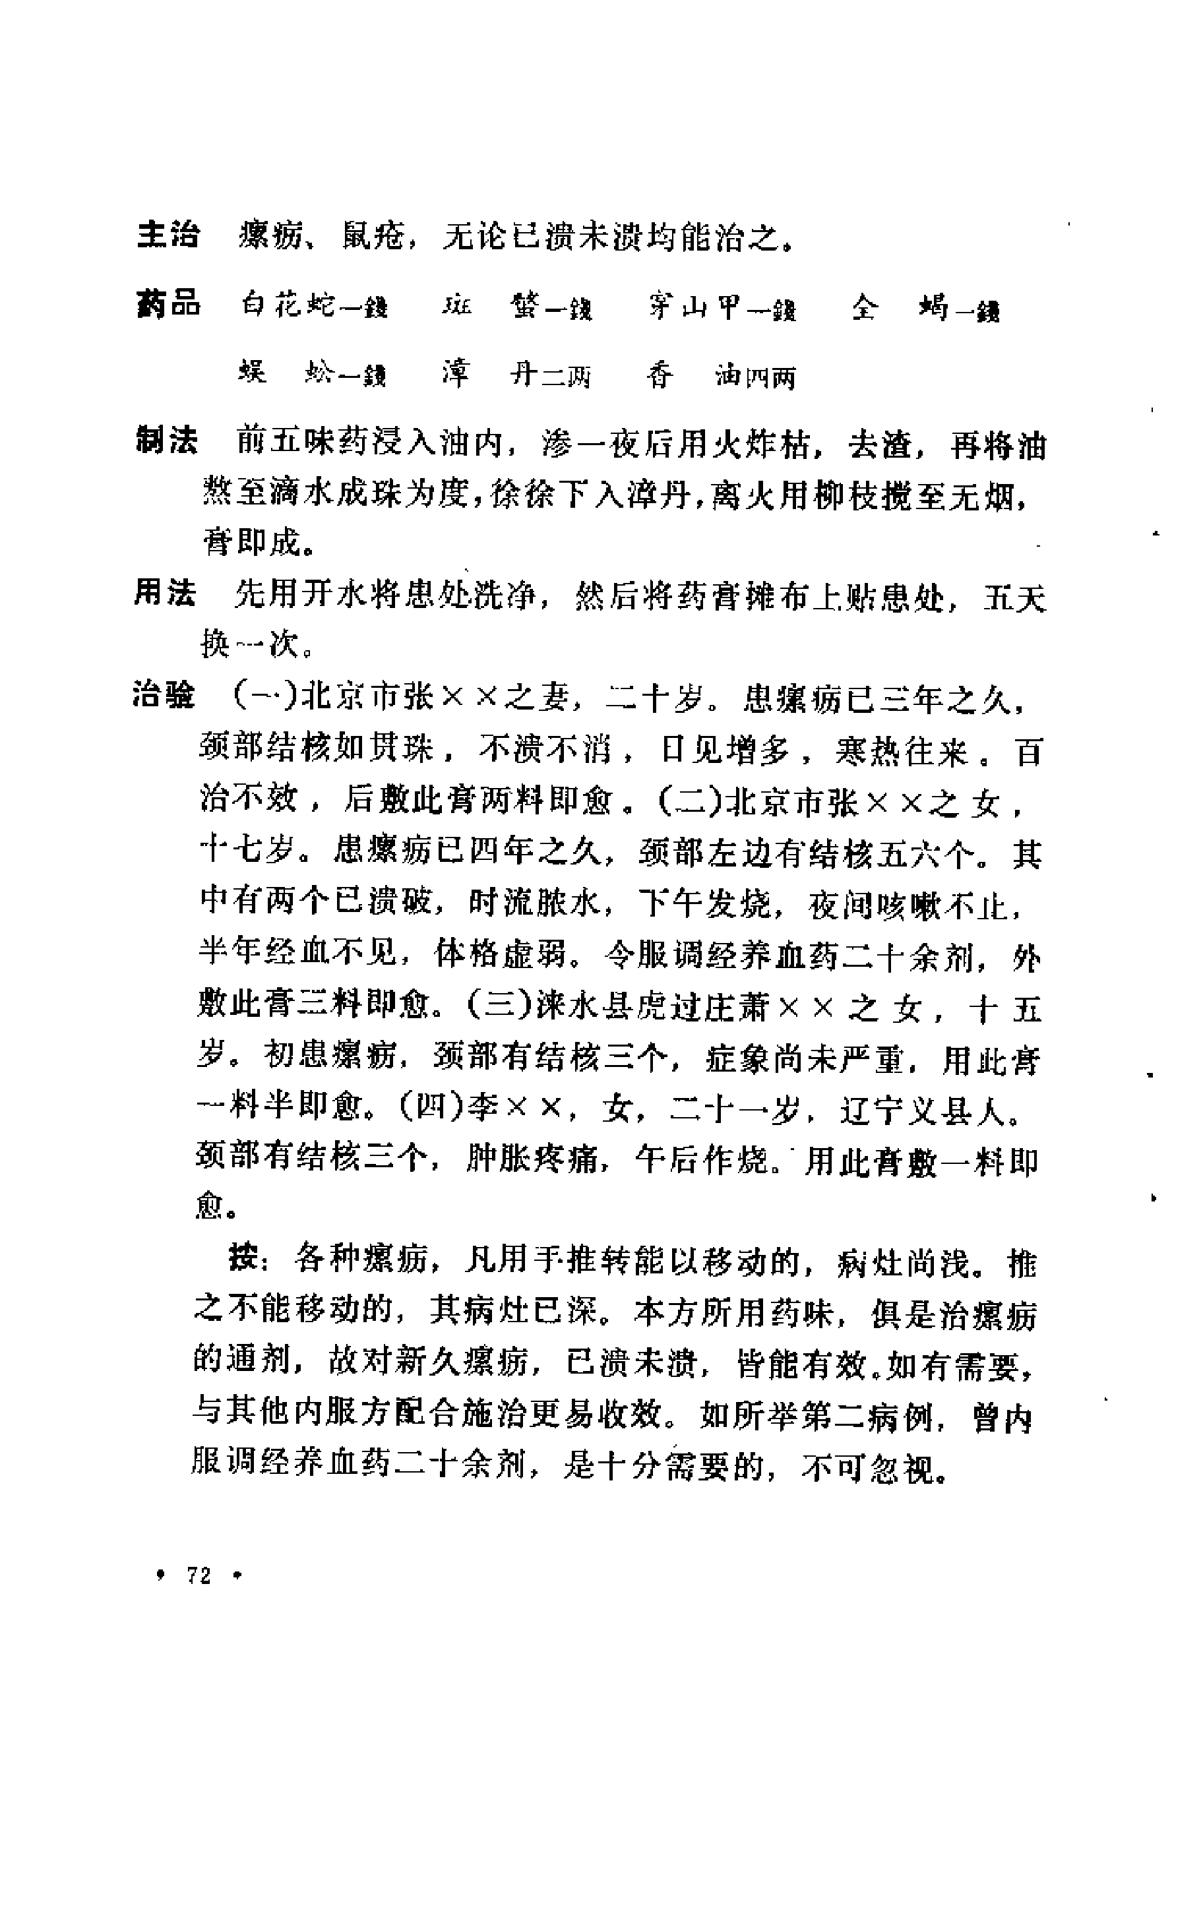 主治 瘰疬、鼠疮，无论已溃未溃均能治之。
药品 白花蛇一錢 斑 蝥一錢 穿山甲一錢 全 蝎一錢
蜈 蚣一錢 漳 丹二两 香 油四两
制法 前五味药浸入油内，渗一夜后用火炸枯，去渣，再将油
熬至滴水成珠为度，徐徐下入漳丹，离火用柳枝搅至无烟，
膏即成。
用法 先用开水将患处洗净，然后将药膏摊布上贴患处，五天
换一次。
治验 (一)北京市张××之妻，二十岁。患瘰疬已三年之久，
颈部结核如贯珠，不溃不消，日见增多，寒热往来。百
治不效，后敷此膏两料即愈。(二)北京市张××之女，
十七岁。患瘰疬已四年之久，颈部左边有结核五六个。其
中有两个已溃破，时流脓水，下午发烧，夜间咳嗽不止，
半年经血不见，体格虚弱。令服调经养血药二十余剂，外
敷此膏三料即愈。(三)涞水县虎过庄萧××之女，十五
岁。初患瘰疬，颈部有结核三个，症象尚未严重，用此膏
一料半即愈。(四)李××，女，二十一岁，辽宁义县人。
颈部有结核三个，肿胀疼痛，午后作烧。用此膏敷一料即
愈。
按：各种瘰疬，凡用手推转能以移动的，病灶尚浅。推
之不能移动的，其病灶已深。本方所用药味，俱是治瘰疬
的通剂，故对新久瘰疬，已溃未溃，皆能有效。如有需要，
与其他内服方配合施治更易收效。如所举第二病例，曾内
服调经养血药二十余剂，是十分需要的，不可忽视。
• 72 •